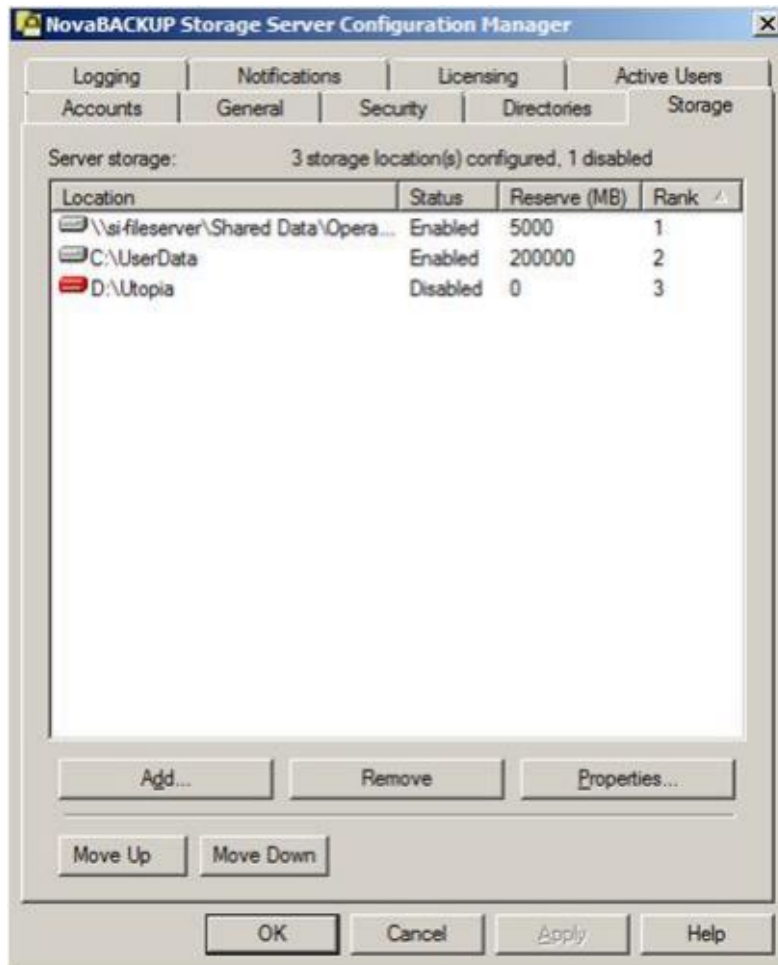 NovaBACKUP Storage Server Configuration Manager
Logging Notifications Licensing Active Users
Accounts General Security Directories Storage
Server storage: 3 storage location(s) configured, 1 disabled
Location Status Reserve (MB) Rank
\\si-fileserver\Shared Data\Opera... Enabled 5000 1
C:\UserData Enabled 200000 2
D:\Utopia Disabled 0 3
Add... Remove Properties...
Move Up Move Down
OK Cancel Apply Help